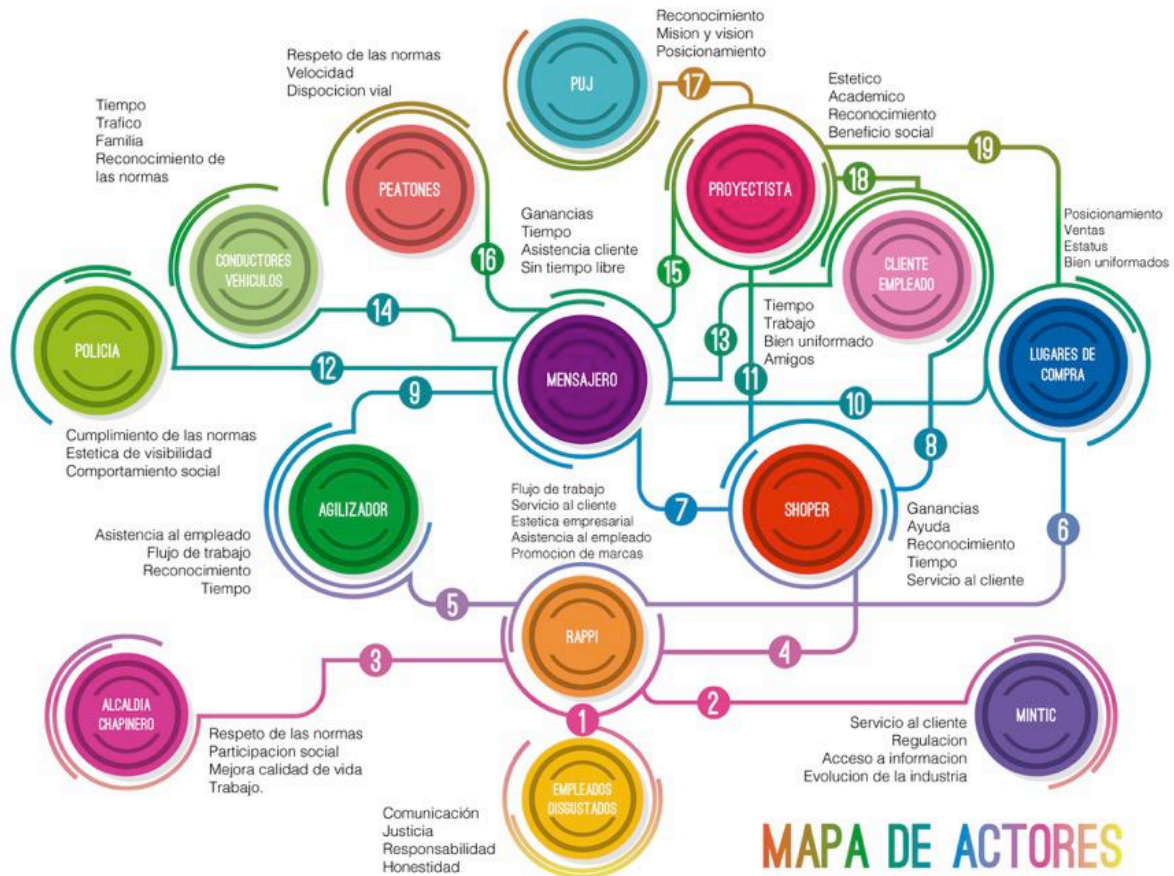 Reconocimiento
Mision y vision
Posicionamiento
PUJ
17
Respeto de las normas
Velocidad
Dispocicion vial
Estetico
Academico
Reconocimiento
Beneficio social
Tiempo
Trafico
Familia
Reconocimiento de
las normas
PEATONES
PROYECTISTA
19
18
Ganancias
Tiempo
Asistencia cliente
Sin tiempo libre
Posicionamiento
Ventas
Estatus
Bien uniformados
CONDUCTORES
VEHICULOS
16
15
CLIENTE
EMPLEADO
14
13
Tiempo
Trabajo
Bien uniformado
Amigos
POLICIA
12
MENSAJERO
11
LUGARES DE
COMPRA
9
10
Cumplimiento de las normas
Estetica de visibilidad
Comportamiento social
8
AGILIZADOR
Flujo de trabajo
Servicio al cliente
Estetica empresarial
Asistencia al empleado
Promocion de marcas
7
SHOPER
Ganancias
Ayuda
Reconocimiento
Tiempo
Servicio al cliente
6
Asistencia al empleado
Flujo de trabajo
Reconocimiento
Tiempo
5
RAPPI
3
4
2
ALCALDIA
CHAPINERO
MINTIC
1
Respeto de las normas
Participacion social
Mejora calidad de vida
Trabajo.
Servicio al cliente
Regulacion
Acceso a informacion
Evolucion de la industria
EMPLEADOS
DISGUSTADOS
Comunicación
Justicia
Responsabilidad
Honestidad
MAPA DE ACTORES